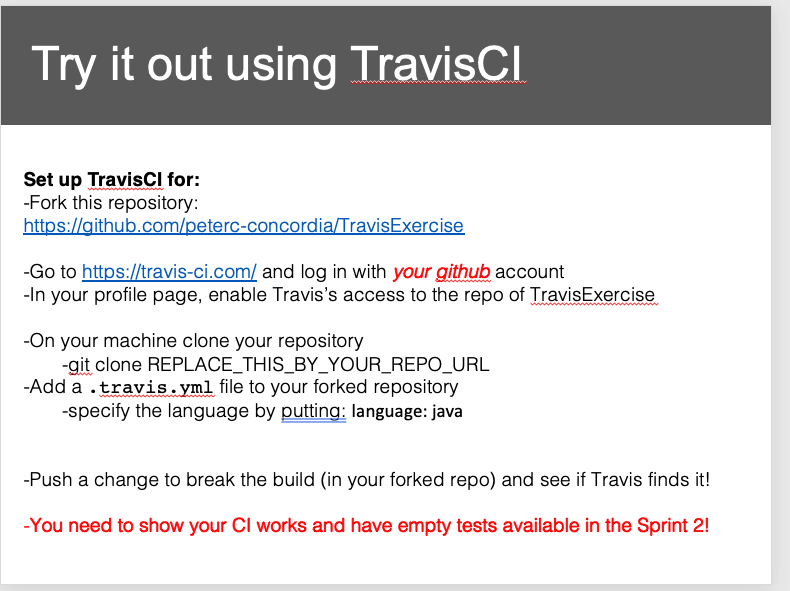 Try it out using TravisCI
Set up TravisCI for:
-Fork this repository:
https://github.com/peterc-concordia/TravisExercise
-Go to https://travis-ci.com/ and log in with your github account
-In your profile page, enable Travis’s access to the repo of TravisExercise
-On your machine clone your repository
-git clone REPLACE_THIS_BY_YOUR_REPO_URL
-Add a .travis.yml file to your forked repository
-specify the language by putting: language: java
-Push a change to break the build (in your forked repo) and see if Travis finds it!
-You need to show your CI works and have empty tests available in the Sprint 2!